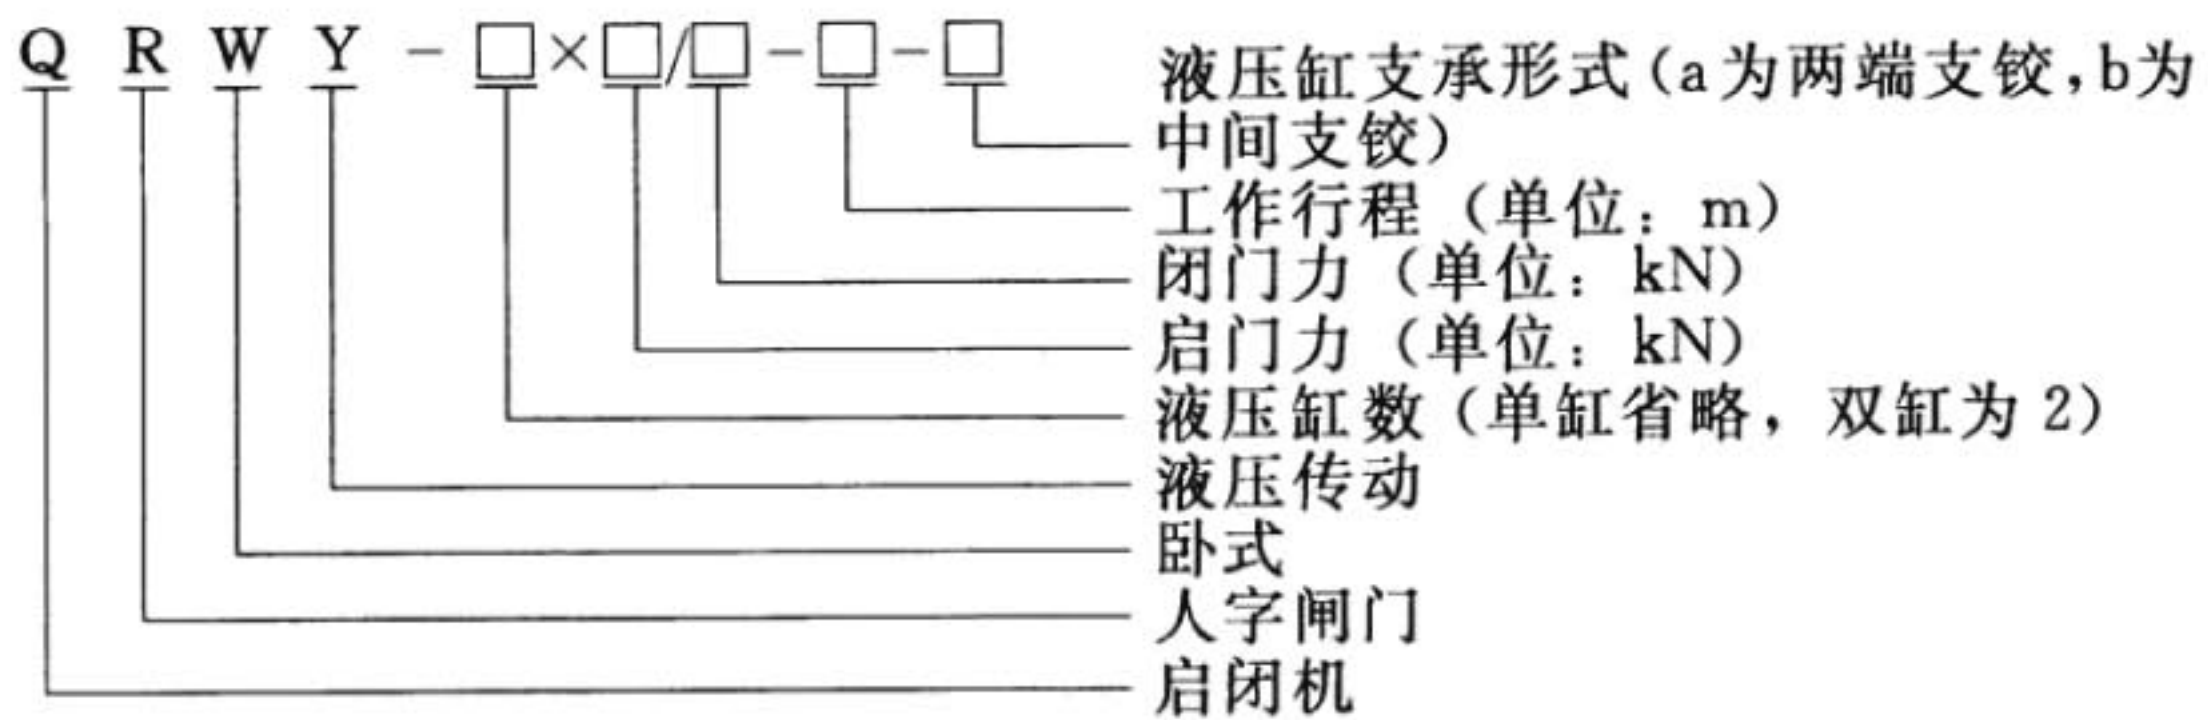 Q R W Y - □×□/□-□-□
液压缸支承形式(a为两端支铰,b为
中间支铰)
工作行程(单位：m)
闭门力(单位：kN)
启门力(单位：kN)
液压缸数(单缸省略，双缸为2)
液压传动
卧式
人字闸门
启闭机